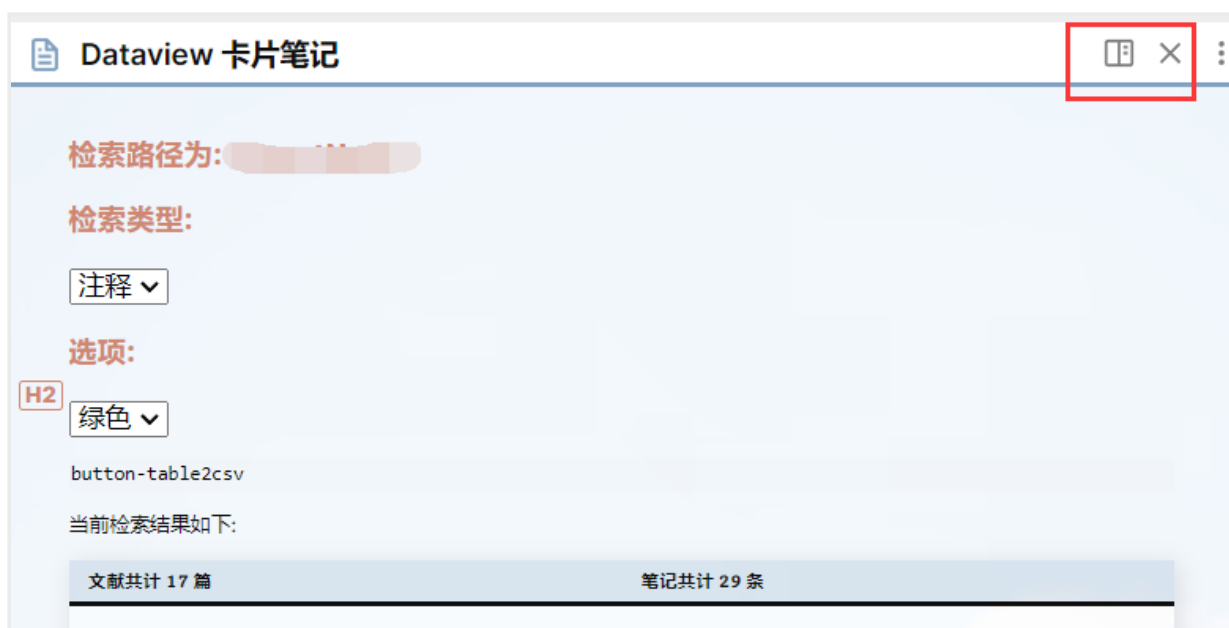 Dataview 卡片笔记
检索路径为:
检索类型:
注释
选项:
H2
绿色
button-table2csv
当前检索结果如下:
文献共计 17 篇 笔记共计 29 条